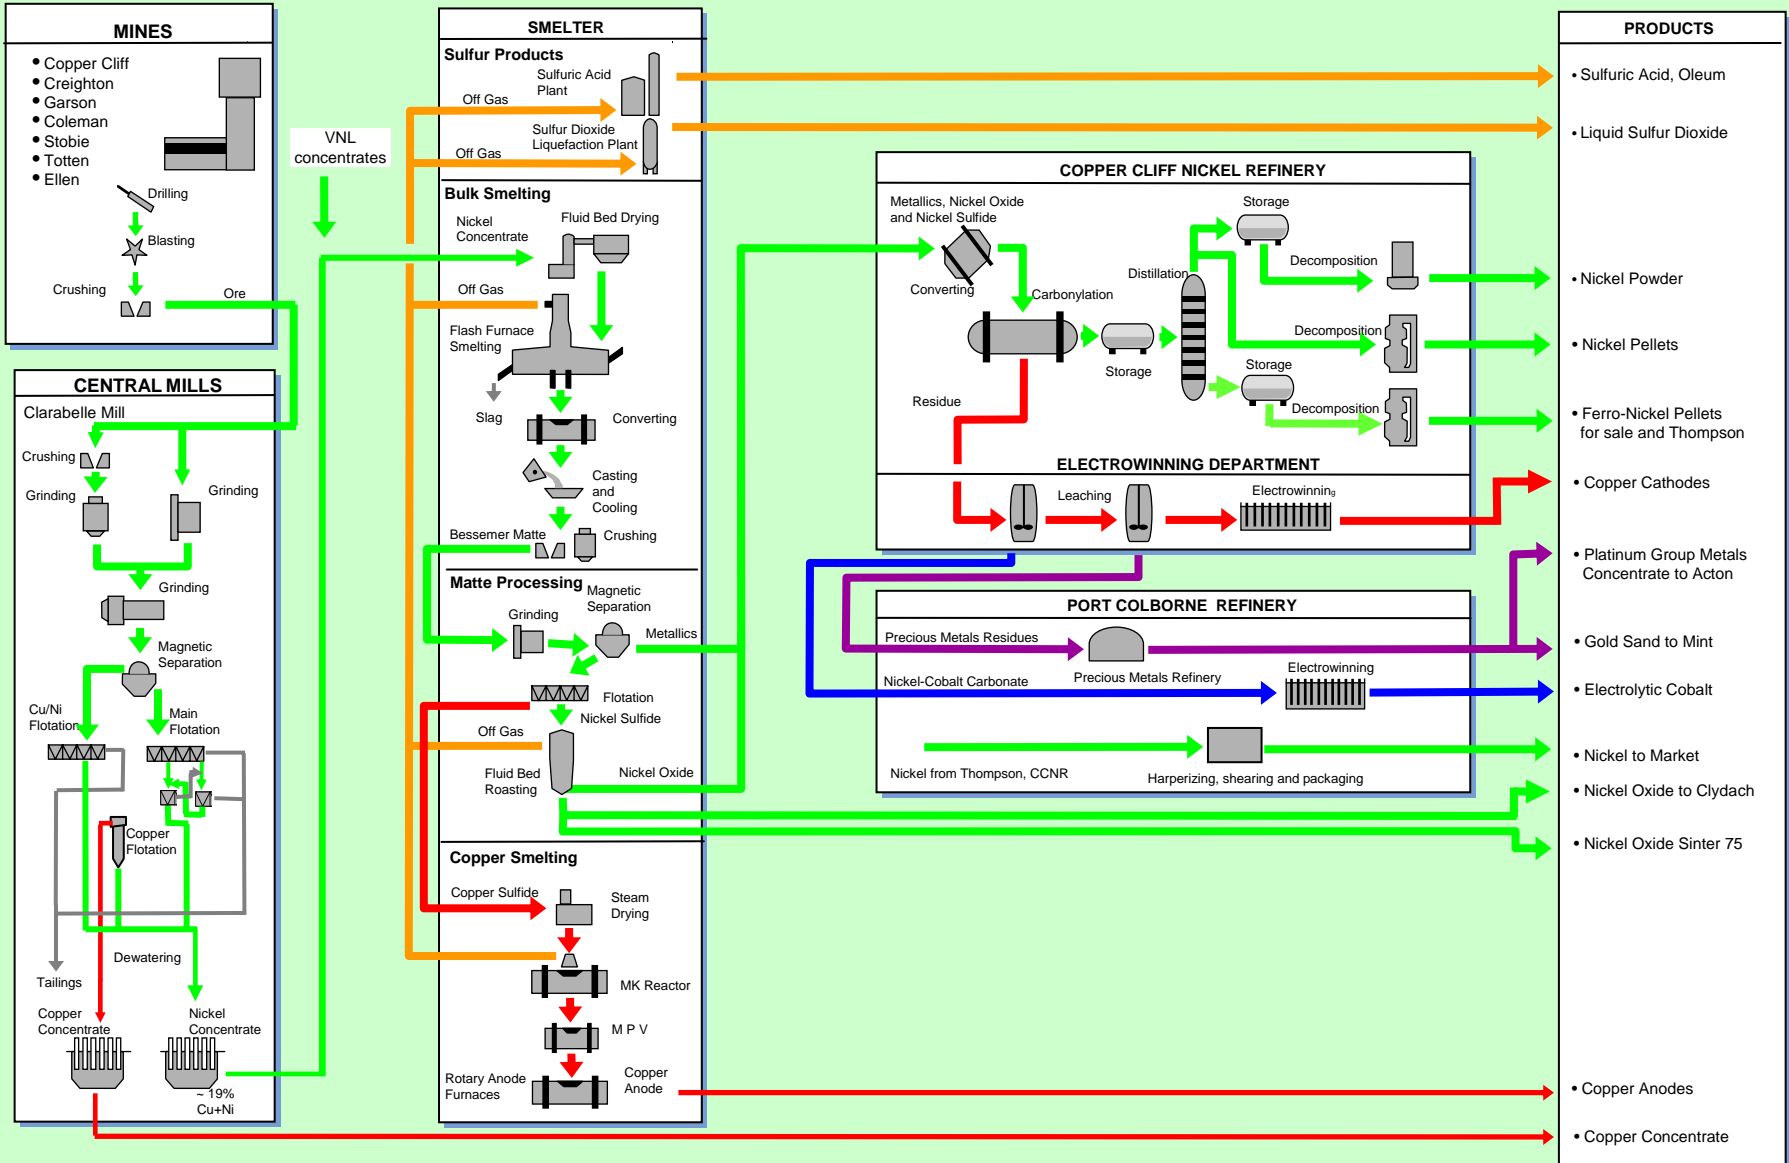 MINES
• Copper Cliff
• Creighton
• Garson
• Coleman
• Stobie
• Totten
• Ellen
Drilling
Blasting
Crushing
Ore
CENTRAL MILLS
Clarabelle Mill
Crushing
Grinding
Grinding
Grinding
Magnetic
Separation
Cu/Ni
Flotation
Main
Flotation
Copper
Flotation
Dewatering
Tailings
Copper
Concentrate
Nickel
Concentrate
~ 19%
Cu+Ni
VNL
concentrates
SMELTER
Sulfur Products
Sulfuric Acid
Plant
Off Gas
Sulfur Dioxide
Liquefaction Plant
Off Gas
Bulk Smelting
Nickel
Concentrate
Fluid Bed Drying
Off Gas
Flash Furnace
Smelting
Slag
Converting
Casting
and
Cooling
Bessemer Matte
Crushing
Matte Processing
Magnetic
Separation
Grinding
Metallics
Flotation
Nickel Sulfide
Off Gas
Fluid Bed
Roasting
Nickel Oxide
Copper Smelting
Copper Sulfide
Steam
Drying
MK Reactor
M P V
Rotary Anode
Furnaces
Copper
Anode
COPPER CLIFF NICKEL REFINERY
Metallics, Nickel Oxide
and Nickel Sulfide
Converting
Carbonylation
Storage
Distillation
Storage
Decomposition
Decomposition
Storage
Decomposition
Residue
ELECTROWINNING DEPARTMENT
Leaching
Electrowinning
PORT COLBORNE REFINERY
Precious Metals Residues
Precious Metals Refinery
Nickel-Cobalt Carbonate
Electrowinning
Nickel from Thompson, CCNR
Harperizing, shearing and packaging
PRODUCTS
• Sulfuric Acid, Oleum
• Liquid Sulfur Dioxide
• Nickel Powder
• Nickel Pellets
• Ferro-Nickel Pellets
for sale and Thompson
• Copper Cathodes
• Platinum Group Metals
Concentrate to Acton
• Gold Sand to Mint
• Electrolytic Cobalt
• Nickel to Market
• Nickel Oxide to Clydach
• Nickel Oxide Sinter 75
• Copper Anodes
• Copper Concentrate